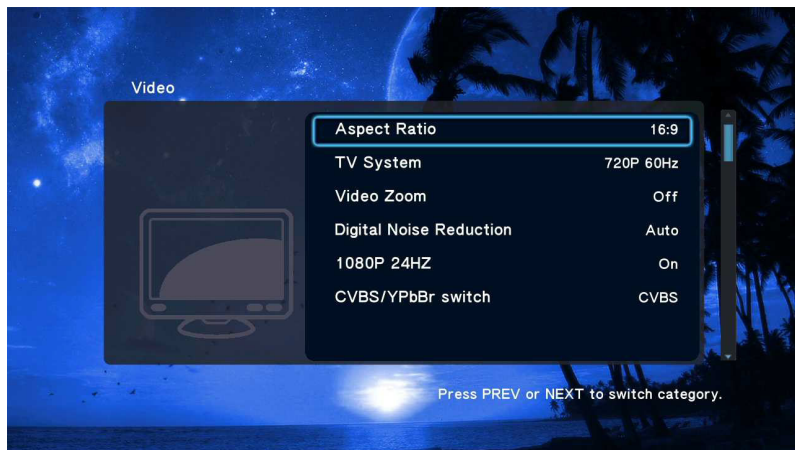 Video
Aspect Ratio 16:9
TV System 720P 60Hz
Video Zoom Off
Digital Noise Reduction Auto
1080P 24HZ On
CVBS/YPbBr switch CVBS
Press PREV or NEXT to switch category.